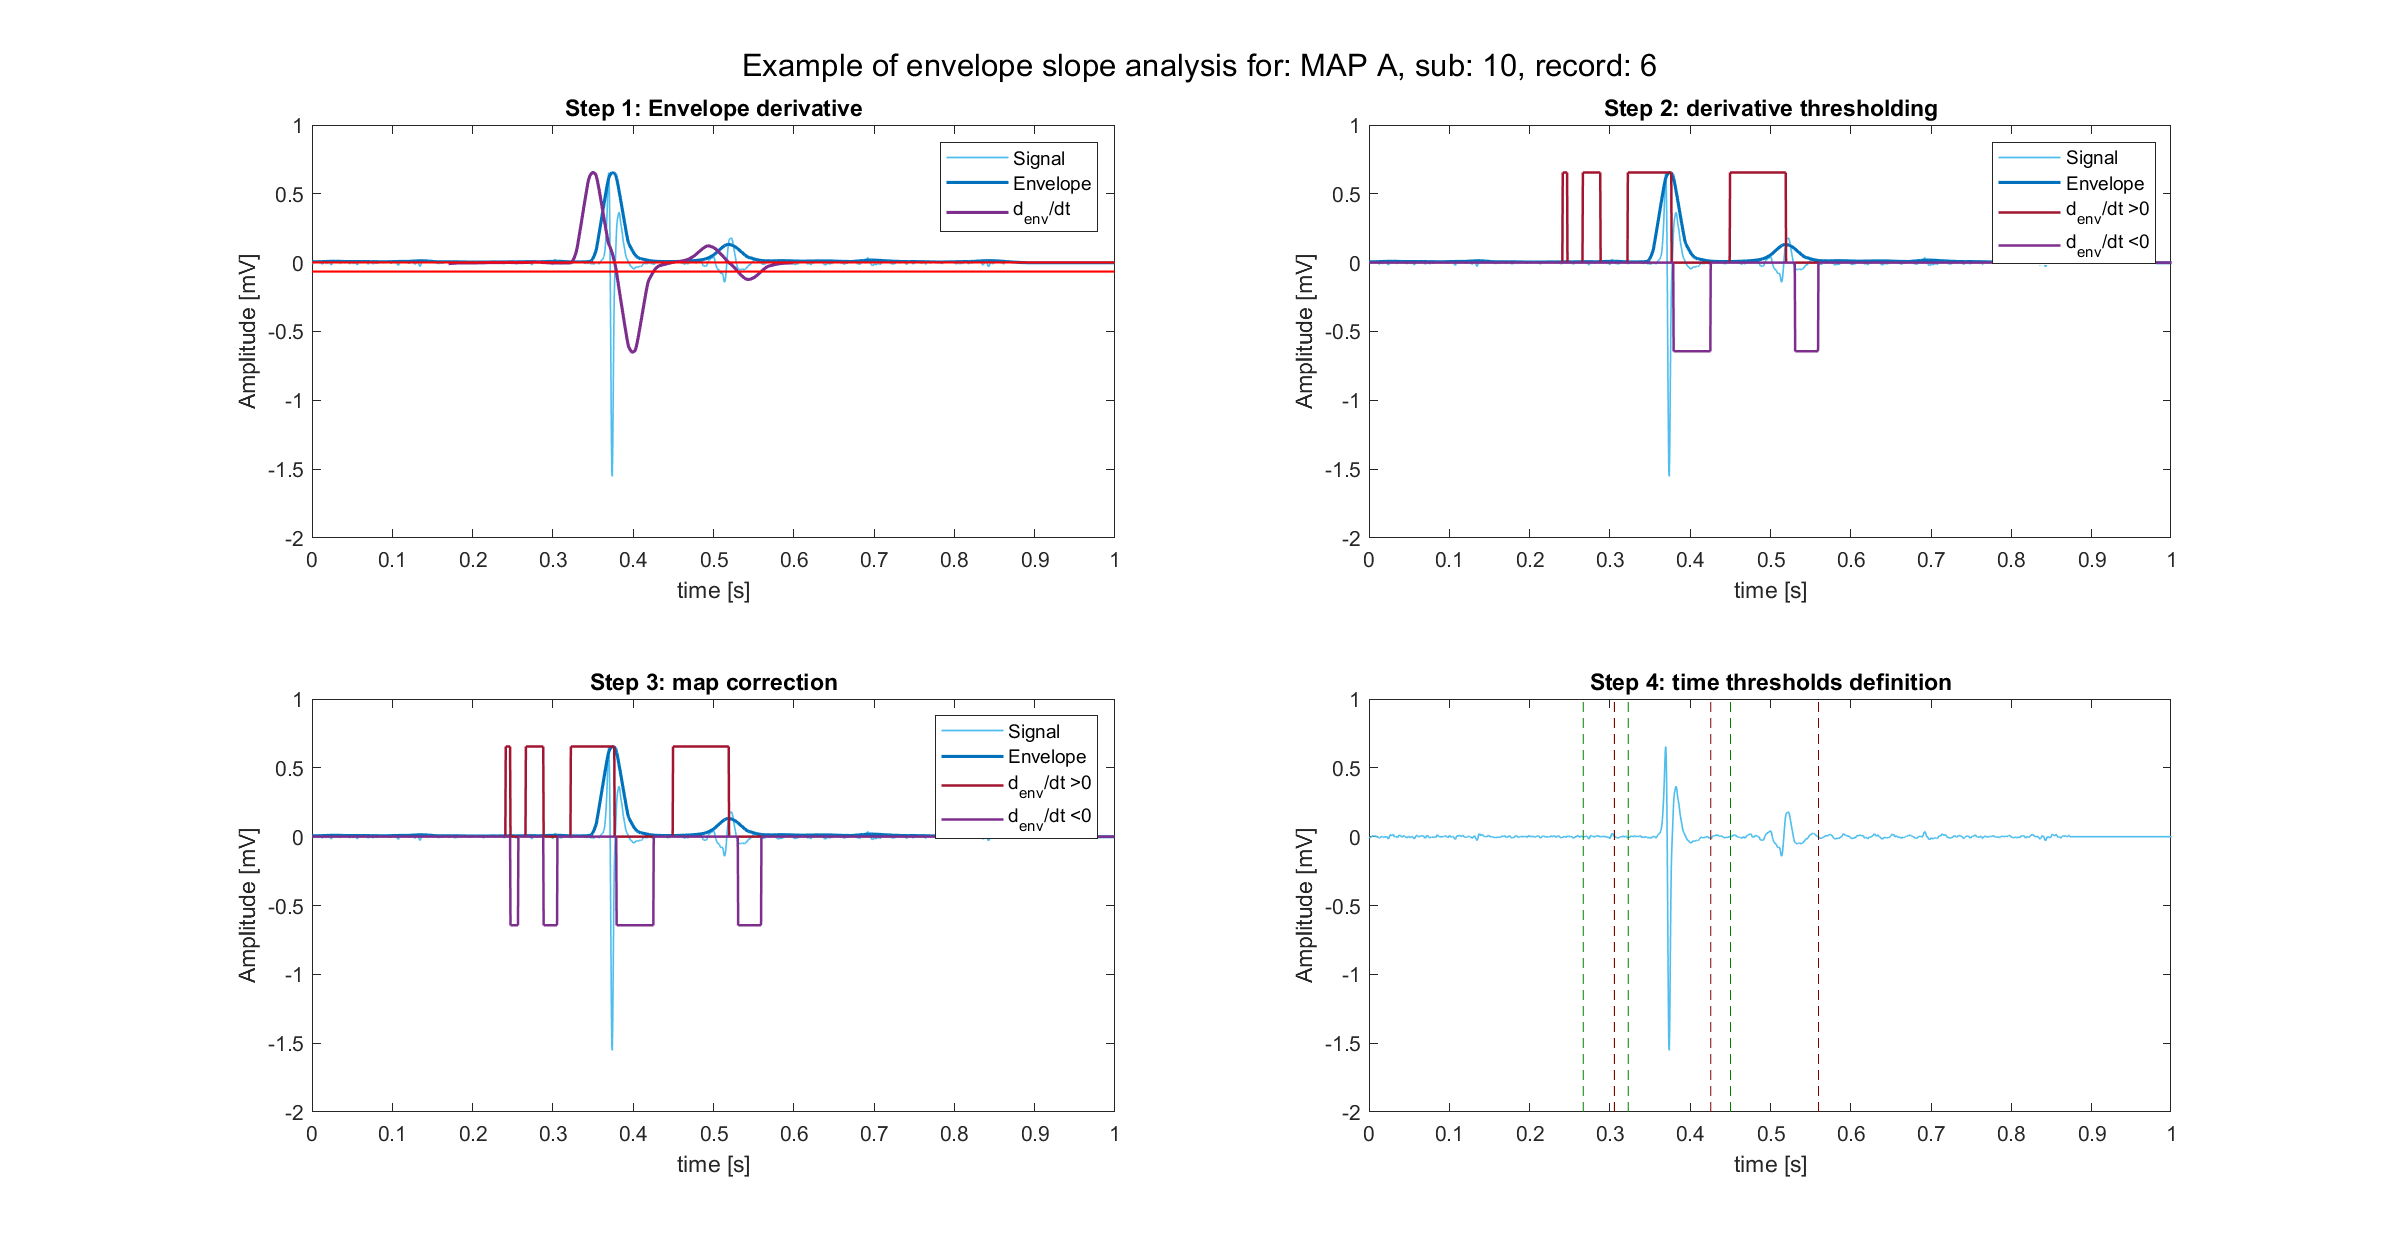 Example of envelope slope analysis for: MAP A, sub: 10, record: 6
Step 1: Envelope derivative
1
0.5
0
-0.5
-1
-1.5
-2
Amplitude [mV]
0 0.1 0.2 0.3 0.4 0.5 0.6 0.7 0.8 0.9 1
time [s]
Signal
Envelope
d_env/dt
Step 2: derivative thresholding
1
0.5
0
-0.5
-1
-1.5
-2
Amplitude [mV]
0 0.1 0.2 0.3 0.4 0.5 0.6 0.7 0.8 0.9 1
time [s]
Signal
Envelope
d_env/dt >0
d_env/dt <0
Step 3: map correction
1
0.5
0
-0.5
-1
-1.5
-2
Amplitude [mV]
0 0.1 0.2 0.3 0.4 0.5 0.6 0.7 0.8 0.9 1
time [s]
Signal
Envelope
d_env/dt >0
d_env/dt <0
Step 4: time thresholds definition
1
0.5
0
-0.5
-1
-1.5
-2
Amplitude [mV]
0 0.1 0.2 0.3 0.4 0.5 0.6 0.7 0.8 0.9 1
time [s]